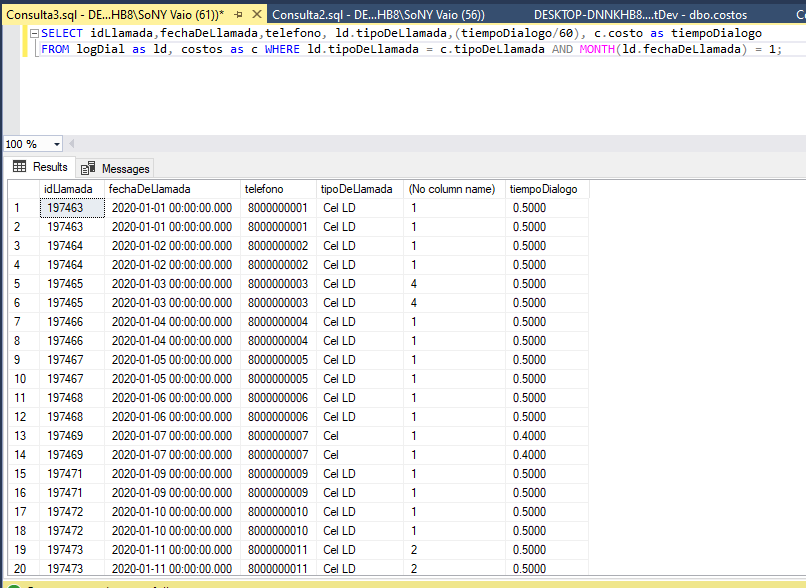 Consulta3.sql - DE...HB8\SoNY Vaio (61))* Consulta2.sql - DE...HB8\SoNY Vaio (56)) DESKTOP-DNNKHB8....tDev - dbo.costos
SELECT idLlamada,fechaDeLlamada,telefono, ld.tipoDeLlamada,(tiempoDialogo/60), c.costo as tiempoDialogo
FROM logDial as ld, costos as c WHERE ld.tipoDeLlamada = c.tipoDeLlamada AND MONTH(ld.fechaDeLlamada) = 1;
100 %
Results Messages
idLlamada fechaDeLlamada telefono tipoDeLlamada (No column name) tiempoDialogo
1 197463 2020-01-01 00:00:00.000 8000000001 Cel LD 1 0.5000
2 197463 2020-01-01 00:00:00.000 8000000001 Cel LD 1 0.5000
3 197464 2020-01-02 00:00:00.000 8000000002 Cel LD 1 0.5000
4 197464 2020-01-02 00:00:00.000 8000000002 Cel LD 1 0.5000
5 197465 2020-01-03 00:00:00.000 8000000003 Cel LD 4 0.5000
6 197465 2020-01-03 00:00:00.000 8000000003 Cel LD 4 0.5000
7 197466 2020-01-04 00:00:00.000 8000000004 Cel LD 1 0.5000
8 197466 2020-01-04 00:00:00.000 8000000004 Cel LD 1 0.5000
9 197467 2020-01-05 00:00:00.000 8000000005 Cel LD 1 0.5000
10 197467 2020-01-05 00:00:00.000 8000000005 Cel LD 1 0.5000
11 197468 2020-01-06 00:00:00.000 8000000006 Cel LD 1 0.5000
12 197468 2020-01-06 00:00:00.000 8000000006 Cel LD 1 0.5000
13 197469 2020-01-07 00:00:00.000 8000000007 Cel 1 0.4000
14 197469 2020-01-07 00:00:00.000 8000000007 Cel 1 0.4000
15 197471 2020-01-09 00:00:00.000 8000000009 Cel LD 1 0.5000
16 197471 2020-01-09 00:00:00.000 8000000009 Cel LD 1 0.5000
17 197472 2020-01-10 00:00:00.000 8000000010 Cel LD 1 0.5000
18 197472 2020-01-10 00:00:00.000 8000000010 Cel LD 1 0.5000
19 197473 2020-01-11 00:00:00.000 8000000011 Cel LD 2 0.5000
20 197473 2020-01-11 00:00:00.000 8000000011 Cel LD 2 0.5000